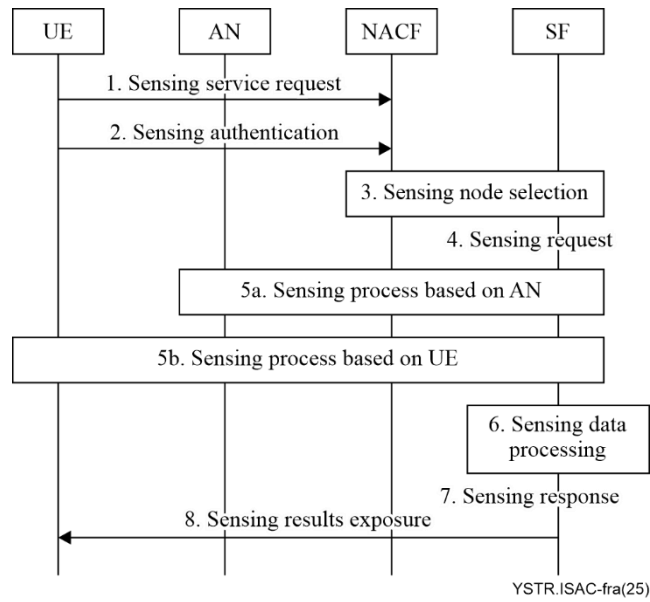 UE
AN
NACF
SF
1. Sensing service request
2. Sensing authentication
3. Sensing node selection
4. Sensing request
5a. Sensing process based on AN
5b. Sensing process based on UE
6. Sensing data
processing
7. Sensing response
8. Sensing results exposure
YSTR.ISAC-fra(25)